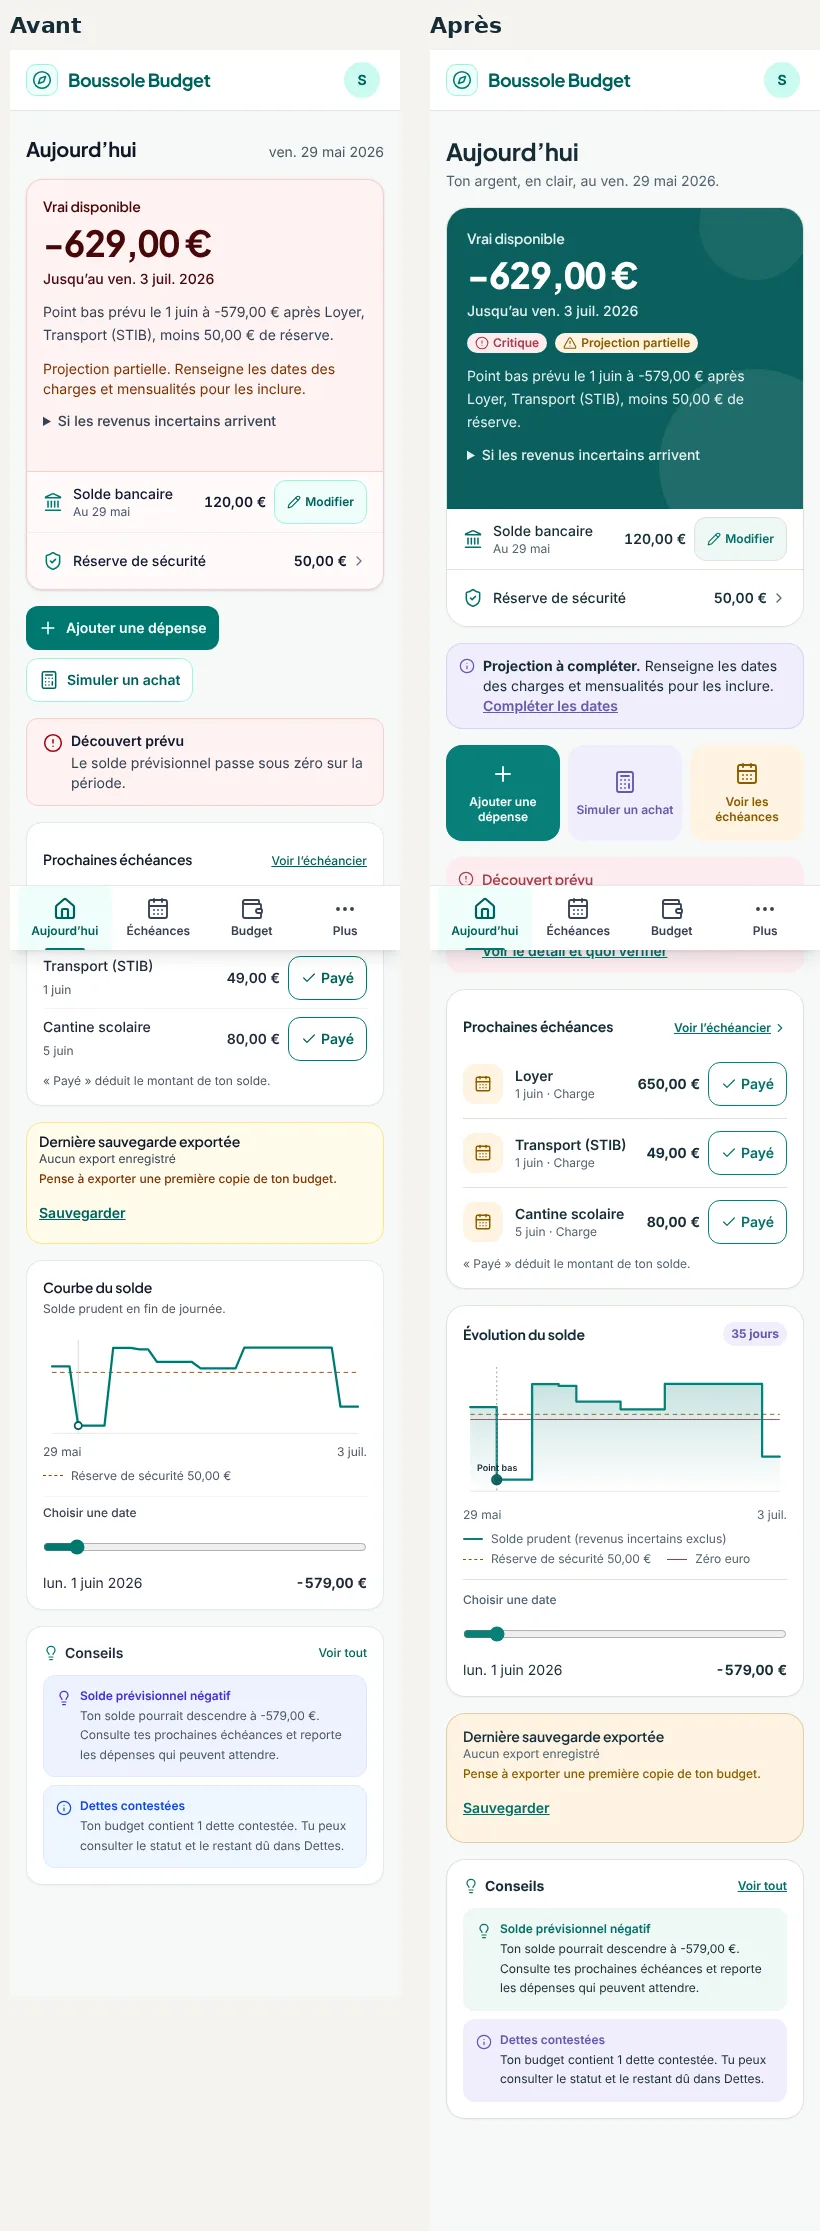 Avant
Boussole Budget
S
Aujourd’hui
ven. 29 mai 2026
Vrai disponible
−629,00 €
Jusqu’au ven. 3 juil. 2026
Point bas prévu le 1 juin à -579,00 € après Loyer,
Transport (STIB), moins 50,00 € de réserve.
Projection partielle. Renseigne les dates des
charges et mensualités pour les inclure.
Si les revenus incertains arrivent
Solde bancaire
Au 29 mai
120,00 €
Modifier
Réserve de sécurité
50,00 €
Ajouter une dépense
Simuler un achat
Découvert prévu
Le solde prévisionnel passe sous zéro sur la
période.
Prochaines échéances
Voir l’échéancier
Aujourd’hui
Échéances
Budget
Plus
Transport (STIB)
1 juin
49,00 €
Payé
Cantine scolaire
5 juin
80,00 €
Payé
« Payé » déduit le montant de ton solde.
Dernière sauvegarde exportée
Aucun export enregistré
Pense à exporter une première copie de ton budget.
Sauvegarder
Courbe du solde
Solde prudent en fin de journée.
29 mai
3 juil.
Réserve de sécurité 50,00 €
Choisir une date
lun. 1 juin 2026
-579,00 €
Conseils
Voir tout
Solde prévisionnel négatif
Ton solde pourrait descendre à -579,00 €.
Consulte tes prochaines échéances et reporte
les dépenses qui peuvent attendre.
Dettes contestées
Ton budget contient 1 dette contestée. Tu peux
consulter le statut et le restant dû dans Dettes.
Après
Boussole Budget
S
Aujourd’hui
Ton argent, en clair, au ven. 29 mai 2026.
Vrai disponible
−629,00 €
Jusqu’au ven. 3 juil. 2026
Critique
Projection partielle
Point bas prévu le 1 juin à -579,00 € après
Loyer, Transport (STIB), moins 50,00 € de
réserve.
Si les revenus incertains arrivent
Solde bancaire
Au 29 mai
120,00 €
Modifier
Réserve de sécurité
50,00 €
Projection à compléter. Renseigne les dates
des charges et mensualités pour les inclure.
Compléter les dates
Ajouter une
dépense
Simuler un achat
Voir les
échéances
Découvert prévu
Aujourd’hui
Échéances
Budget
Plus
Voir le détail et quoi vérifier
Prochaines échéances
Voir l’échéancier
Loyer
1 juin · Charge
650,00 €
Payé
Transport (STIB)
1 juin · Charge
49,00 €
Payé
Cantine scolaire
5 juin · Charge
80,00 €
Payé
« Payé » déduit le montant de ton solde.
Évolution du solde
35 jours
Point bas
29 mai
3 juil.
Solde prudent (revenus incertains exclus)
Réserve de sécurité 50,00 €
Zéro euro
Choisir une date
lun. 1 juin 2026
-579,00 €
Dernière sauvegarde exportée
Aucun export enregistré
Pense à exporter une première copie de ton budget.
Sauvegarder
Conseils
Voir tout
Solde prévisionnel négatif
Ton solde pourrait descendre à -579,00 €.
Consulte tes prochaines échéances et reporte
les dépenses qui peuvent attendre.
Dettes contestées
Ton budget contient 1 dette contestée. Tu peux
consulter le statut et le restant dû dans Dettes.